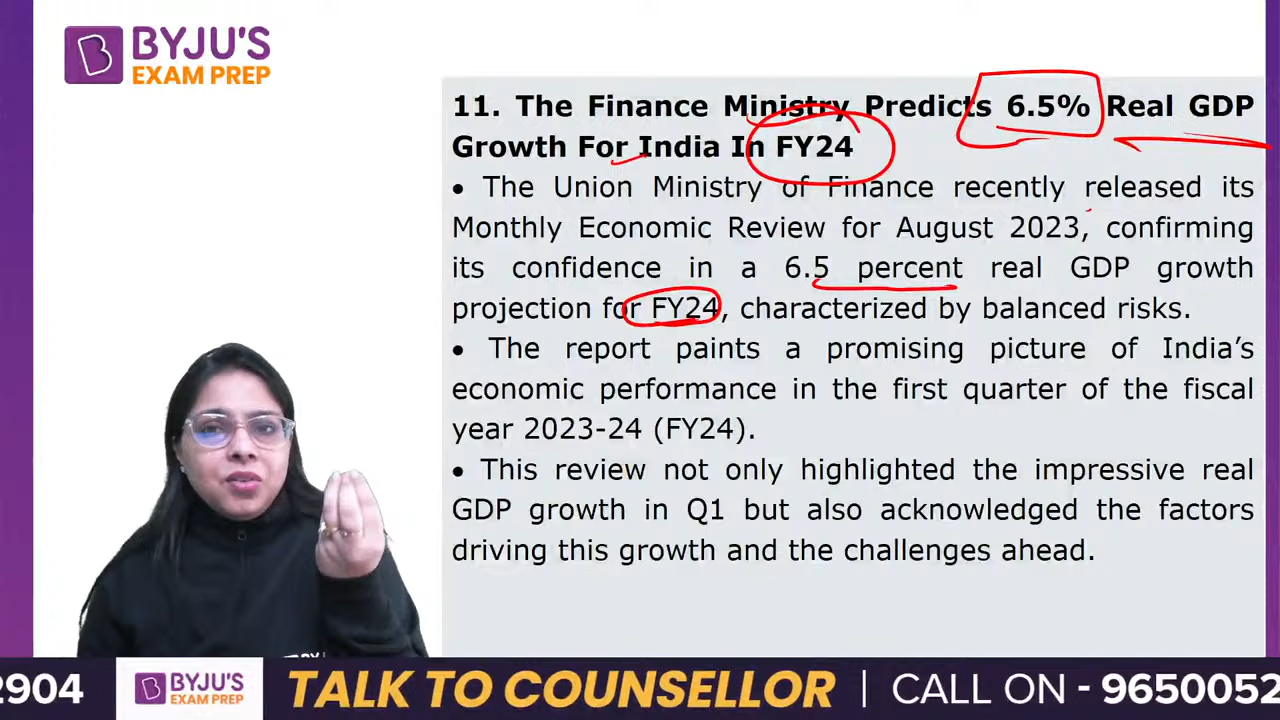 BYJU'S
EXAM PREP
11. The Finance Ministry Predicts 6.5% Real GDP
Growth For India In FY24
• The Union Ministry of Finance recently released its
Monthly Economic Review for August 2023, confirming
its confidence in a 6.5 percent real GDP growth
projection for FY24, characterized by balanced risks.
• The report paints a promising picture of India's
economic performance in the first quarter of the fiscal
year 2023-24 (FY24).
• This review not only highlighted the impressive real
GDP growth in Q1 but also acknowledged the factors
driving this growth and the challenges ahead.
2904 BYJU'S EXAM PREP TALK TO COUNSELLOR | CALL ON - 9650052